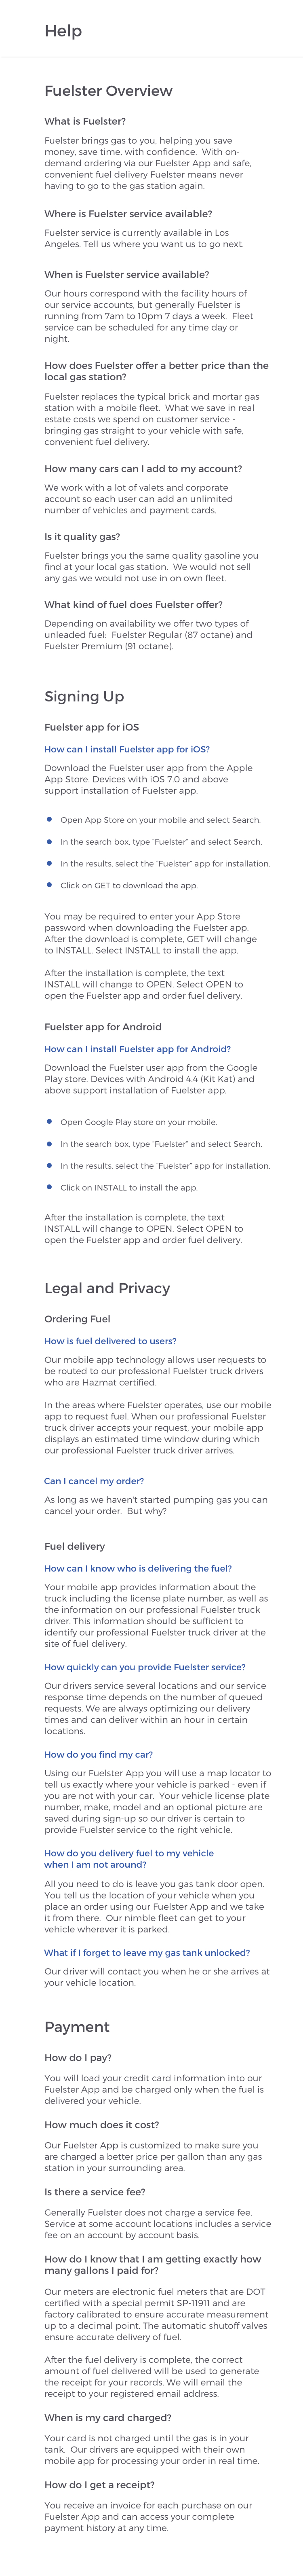 Help
Fuelster Overview
What is Fuelster?
Fuelster brings gas to you, helping you save
money, save time, with confidence.  With on-
demand ordering via our Fuelster App and safe,
convenient fuel delivery Fuelster means never
having to go to the gas station again.
Where is Fuelster service available?
Fuelster service is currently available in Los
Angeles. Tell us where you want us to go next.
When is Fuelster service available?
Our hours correspond with the facility hours of
our service accounts, but generally Fuelster is
running from 7am to 10pm 7 days a week.  Fleet
service can be scheduled for any time day or
night.
How does Fuelster offer a better price than the
local gas station?
Fuelster replaces the typical brick and mortar gas
station with a mobile fleet.  What we save in real
estate costs we spend on customer service -
bringing gas straight to your vehicle with safe,
convenient fuel delivery.
How many cars can I add to my account?
We work with a lot of valets and corporate
account so each user can add an unlimited
number of vehicles and payment cards.
Is it quality gas?
Fuelster brings you the same quality gasoline you
find at your local gas station.  We would not sell
any gas we would not use in on own fleet.
What kind of fuel does Fuelster offer?
Depending on availability we offer two types of
unleaded fuel:  Fuelster Regular (87 octane) and
Fuelster Premium (91 octane).
Signing Up
Fuelster app for iOS
How can I install Fuelster app for iOS?
Download the Fuelster user app from the Apple
App Store. Devices with iOS 7.0 and above
support installation of Fuelster app.
Open App Store on your mobile and select Search.
In the search box, type "Fuelster" and select Search.
In the results, select the "Fuelster" app for installation.
Click on GET to download the app.
You may be required to enter your App Store
password when downloading the Fuelster app.
After the download is complete, GET will change
to INSTALL. Select INSTALL to install the app.
After the installation is complete, the text
INSTALL will change to OPEN. Select OPEN to
open the Fuelster app and order fuel delivery.
Fuelster app for Android
How can I install Fuelster app for Android?
Download the Fuelster user app from the Google
Play store. Devices with Android 4.4 (Kit Kat) and
above support installation of Fuelster app.
Open Google Play store on your mobile.
In the search box, type "Fuelster" and select Search.
In the results, select the "Fuelster" app for installation.
Click on INSTALL to install the app.
After the installation is complete, the text
INSTALL will change to OPEN. Select OPEN to
open the Fuelster app and order fuel delivery.
Legal and Privacy
Ordering Fuel
How is fuel delivered to users?
Our mobile app technology allows user requests to
be routed to our professional Fuelster truck drivers
who are Hazmat certified.
In the areas where Fuelster operates, use our mobile
app to request fuel. When our professional Fuelster
truck driver accepts your request, your mobile app
displays an estimated time window during which
our professional Fuelster truck driver arrives.
Can I cancel my order?
As long as we haven't started pumping gas you can
cancel your order.  But why?
Fuel delivery
How can I know who is delivering the fuel?
Your mobile app provides information about the
truck including the license plate number, as well as
the information on our professional Fuelster truck
driver. This information should be sufficient to
identify our professional Fuelster truck driver at the
site of fuel delivery.
How quickly can you provide Fuelster service?
Our drivers service several locations and our service
response time depends on the number of queued
requests. We are always optimizing our delivery
times and can deliver within an hour in certain
locations.
How do you find my car?
Using our Fuelster App you will use a map locator to
tell us exactly where your vehicle is parked - even if
you are not with your car.  Your vehicle license plate
number, make, model and an optional picture are
saved during sign-up so our driver is certain to
provide Fuelster service to the right vehicle.
How do you delivery fuel to my vehicle
when I am not around?
All you need to do is leave you gas tank door open.
You tell us the location of your vehicle when you
place an order using our Fuelster App and we take
it from there.  Our nimble fleet can get to your
vehicle wherever it is parked.
What if I forget to leave my gas tank unlocked?
Our driver will contact you when he or she arrives at
your vehicle location.
Payment
How do I pay?
You will load your credit card information into our
Fuelster App and be charged only when the fuel is
delivered your vehicle.
How much does it cost?
Our Fuelster App is customized to make sure you
are charged a better price per gallon than any gas
station in your surrounding area.
Is there a service fee?
Generally Fuelster does not charge a service fee.
Service at some account locations includes a service
fee on an account by account basis.
How do I know that I am getting exactly how
many gallons I paid for?
Our meters are electronic fuel meters that are DOT
certified with a special permit SP-11911 and are
factory calibrated to ensure accurate measurement
up to a decimal point. The automatic shutoff valves
ensure accurate delivery of fuel.
After the fuel delivery is complete, the correct
amount of fuel delivered will be used to generate
the receipt for your records. We will email the
receipt to your registered email address.
When is my card charged?
Your card is not charged until the gas is in your
tank.  Our drivers are equipped with their own
mobile app for processing your order in real time.
How do I get a receipt?
You receive an invoice for each purchase on our
Fuelster App and can access your complete
payment history at any time.